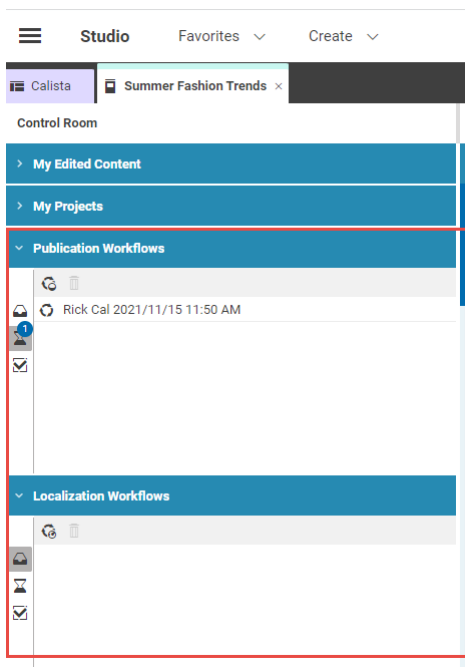 Studio Favorites Create
Calista Summer Fashion Trends ×
Control Room
My Edited Content
My Projects
Publication Workflows
Rick Cal 2021/11/15 11:50 AM
1
Localization Workflows